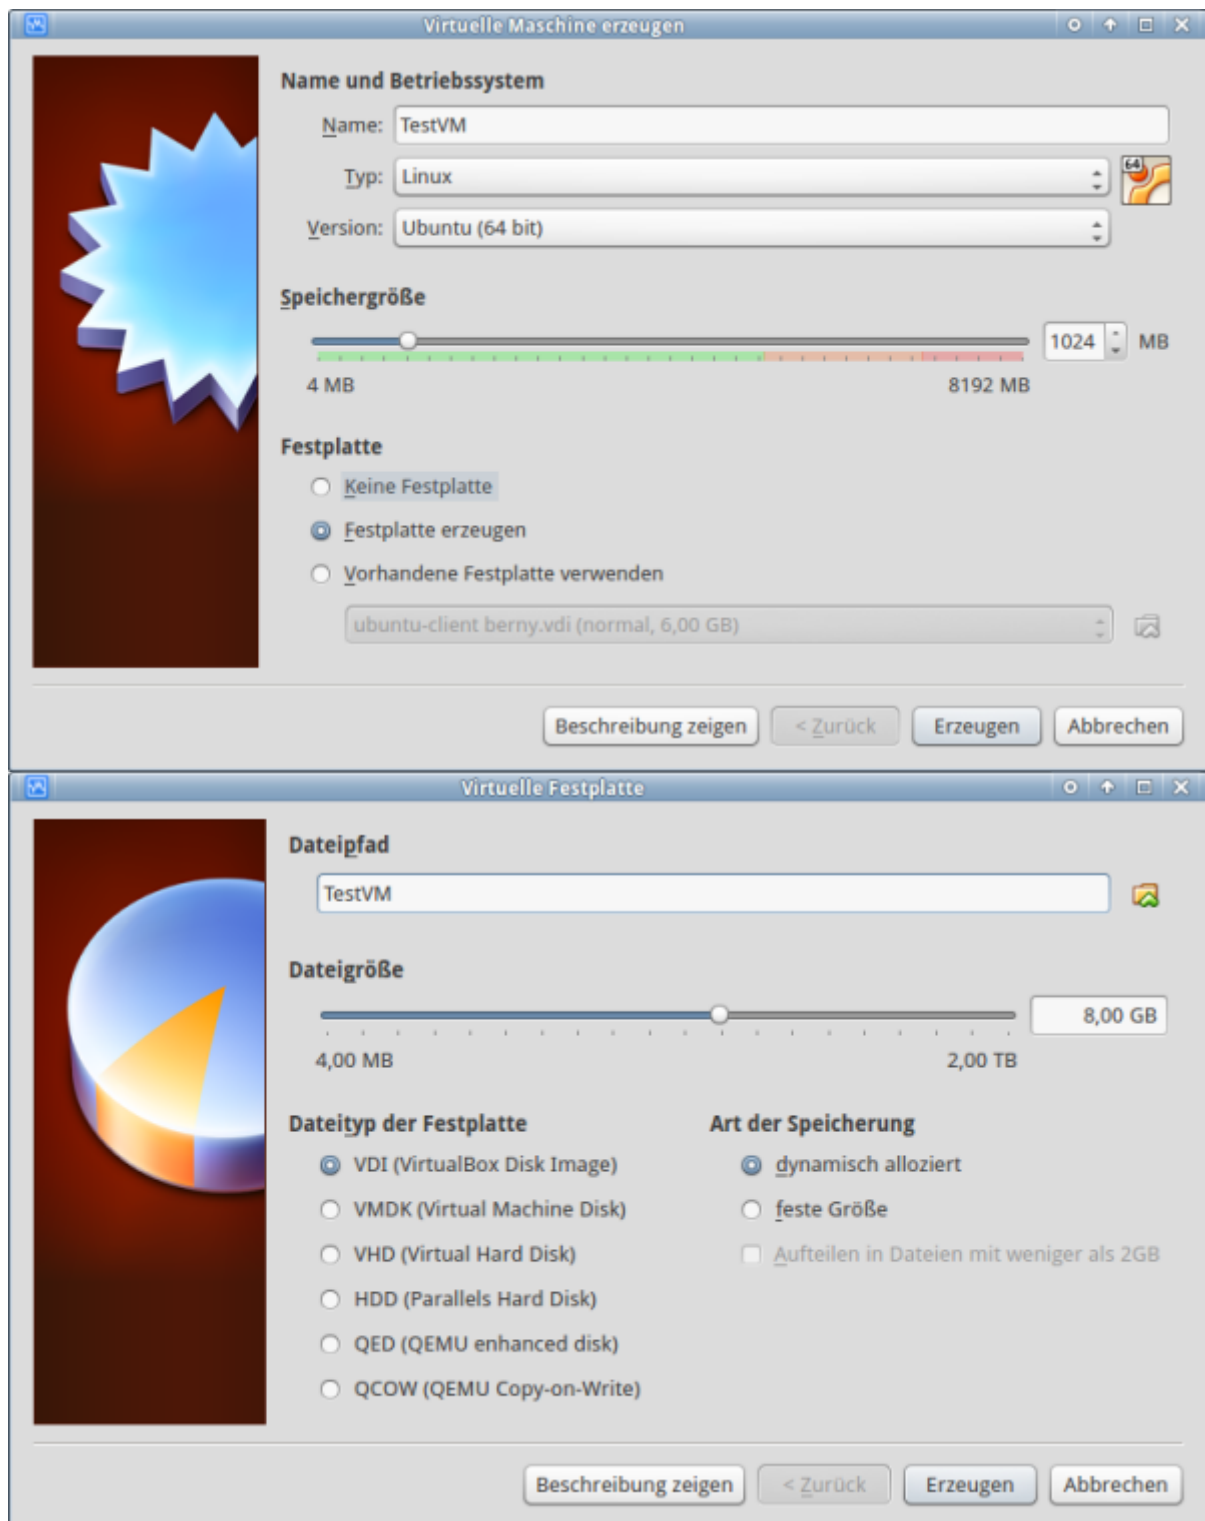 Virtuelle Maschine erzeugen
Name und Betriebssystem
Name: TestVM
Typ: Linux
64
Version: Ubuntu (64 bit)
Speichergröße
1024 MB
4 MB 8192 MB
Festplatte
Keine Festplatte
Festplatte erzeugen
Vorhandene Festplatte verwenden
ubuntu-client berny.vdi (normal, 6,00 GB)
Beschreibung zeigen < Zurück Erzeugen Abbrechen
Virtuelle Festplatte
Dateipfad
TestVM
Dateigröße
8,00 GB
4,00 MB 2,00 TB
Dateityp der Festplatte Art der Speicherung
VDI (VirtualBox Disk Image) dynamisch alloziert
VMDK (Virtual Machine Disk) feste Größe
VHD (Virtual Hard Disk) Aufteilen in Dateien mit weniger als 2GB
HDD (Parallels Hard Disk)
QED (QEMU enhanced disk)
QCOW (QEMU Copy-on-Write)
Beschreibung zeigen < Zurück Erzeugen Abbrechen